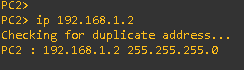 PC2>
PC2> ip 192.168.1.2
Checking for duplicate address...
PC2 : 192.168.1.2 255.255.255.0